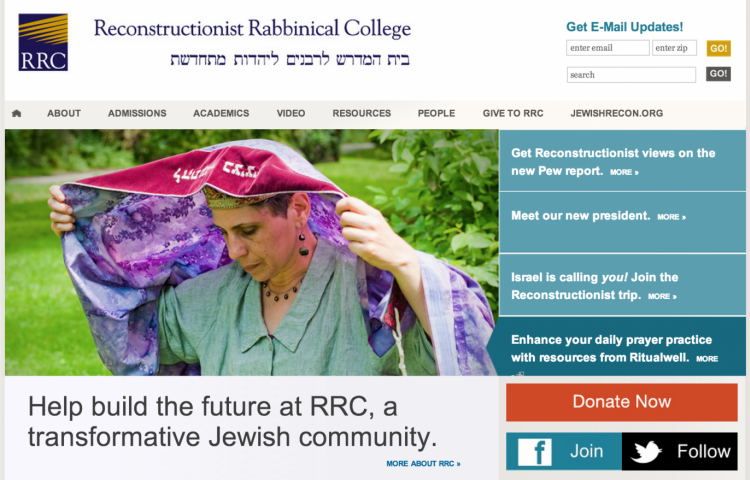 RRC
Reconstructionist Rabbinical College
בית המדרש לרבנים ליהדות מתחדשת
Get E-Mail Updates!
enter email
enter zip
GO!
search
GO!
ABOUT
ADMISSIONS
ACADEMICS
VIDEO
RESOURCES
PEOPLE
GIVE TO RRC
JEWISHRECON.ORG
Get Reconstructionist views on the
new Pew report. MORE »
Meet our new president. MORE »
Israel is calling you! Join the
Reconstructionist trip. MORE »
Enhance your daily prayer practice
with resources from Ritualwell. MORE
Help build the future at RRC, a
transformative Jewish community.
MORE ABOUT RRC »
Donate Now
f Join
Follow